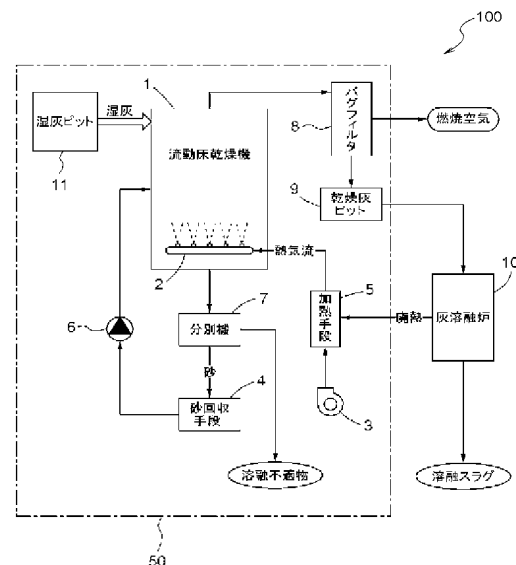 100
1
湿灰ピット
湿灰
11
流動床乾燥機
2
バグフィルタ
8
燃焼空気
乾燥灰
ピット
9
熱気流
加熱手段
5
廃熱
10
灰溶融炉
7
分別機
6
砂
4
砂回収
手段
3
溶融不適物
溶融スラグ
50